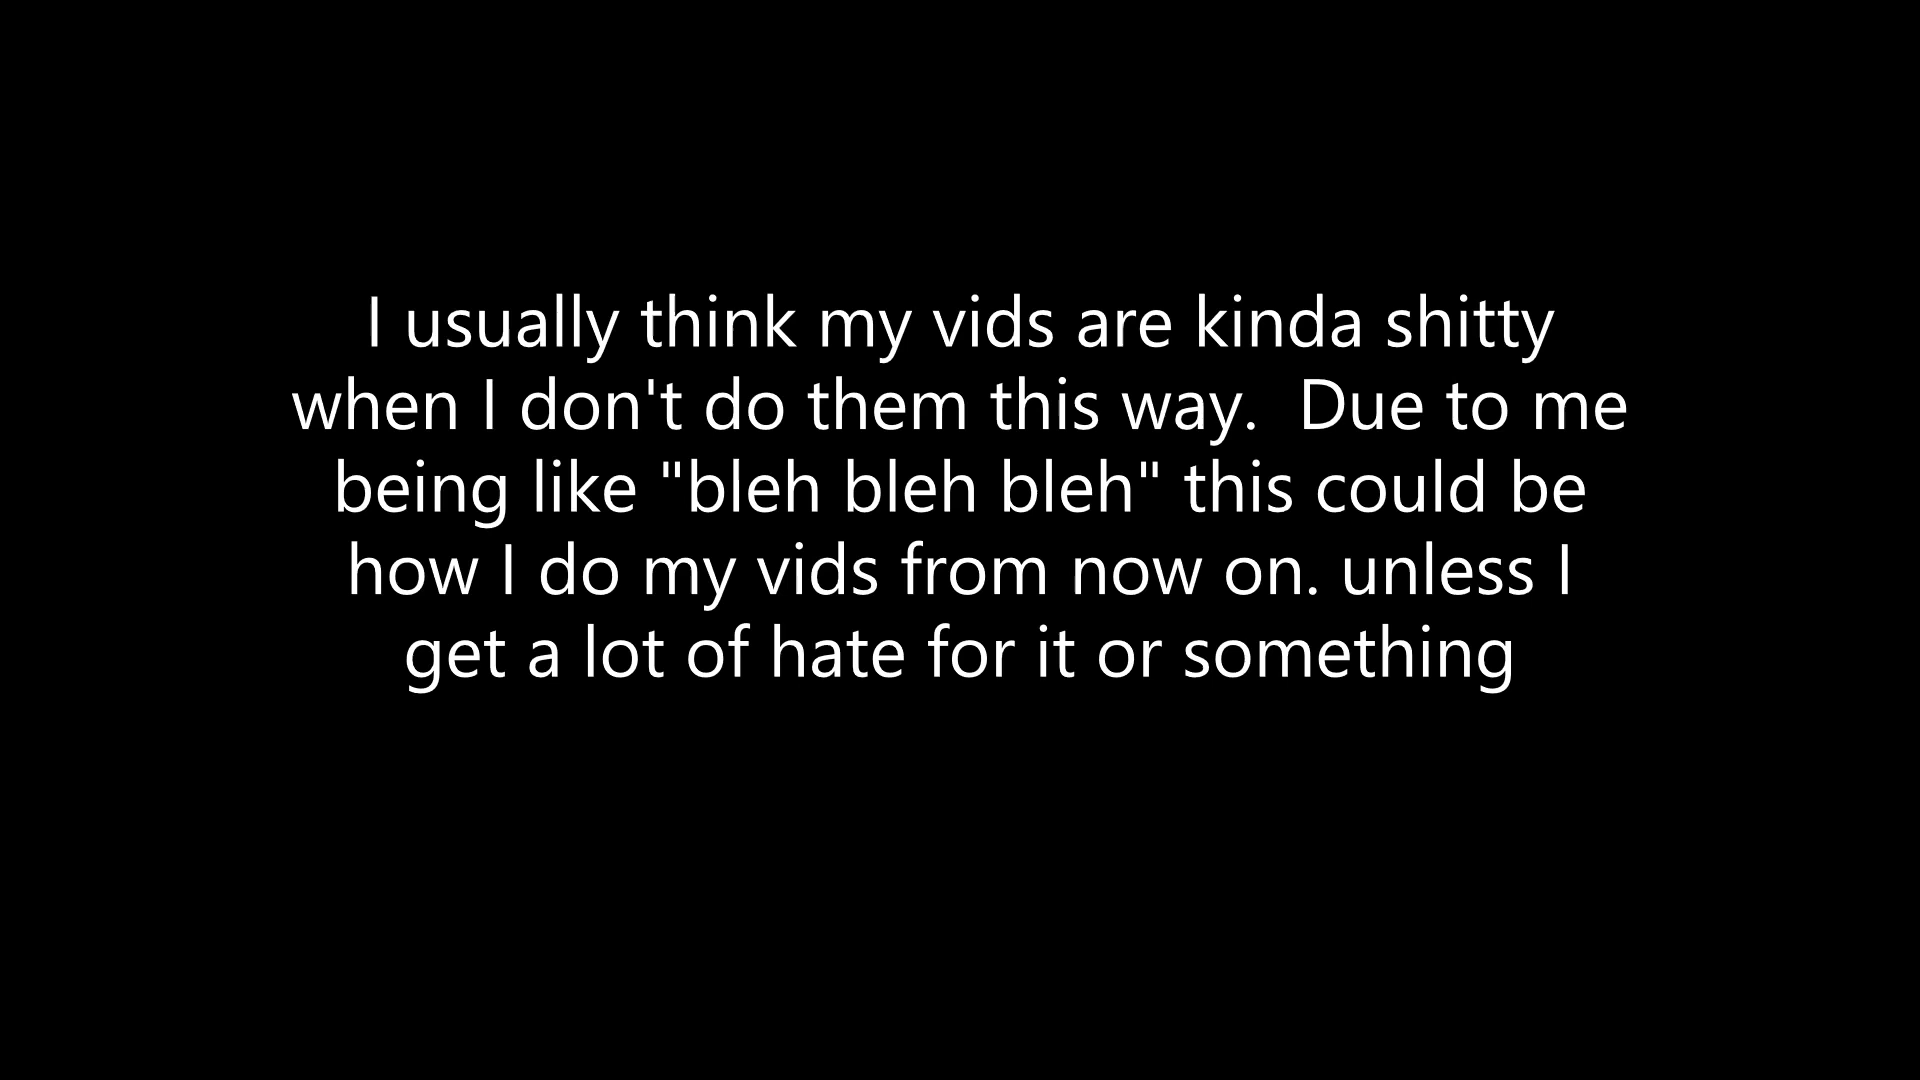 I usually think my vids are kinda shitty
when I don't do them this way.  Due to me
being like "bleh bleh bleh" this could be
how I do my vids from now on. unless I
get a lot of hate for it or something